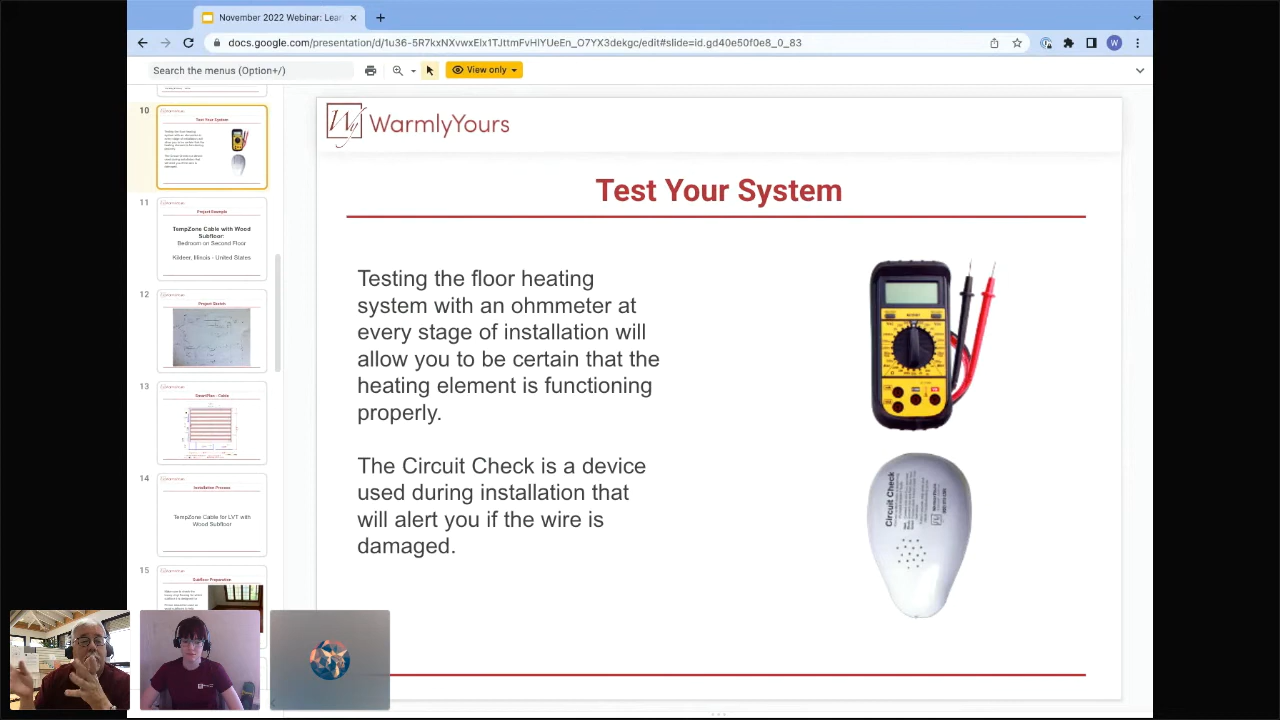 November 2022 Webinar: Lear
docs.google.com/presentation/d/1u36-5R7kxNXvwxElx1TJttmFvHIYUeEn_O7YX3dekgc/edit#slide=id.gd40e50f0e8_0_83
W
Search the menus (Option+/)
View only
10
Test Your System
11
Project Example
TempZone Cable with Wood
Subfloor:
Bedroom on Second Floor
Kildeer, Illinois - United States
12
Project Sketch
13
SmartPlan - Cable
14
Installation Process
TempZone Cable for LVT with
Wood Subfloor
15
Subfloor Preparation
WarmlyYours
Test Your System
Testing the floor heating
system with an ohmmeter at
every stage of installation will
allow you to be certain that the
heating element is functioning
properly.
The Circuit Check is a device
used during installation that
will alert you if the wire is
damaged.
Circuit Check